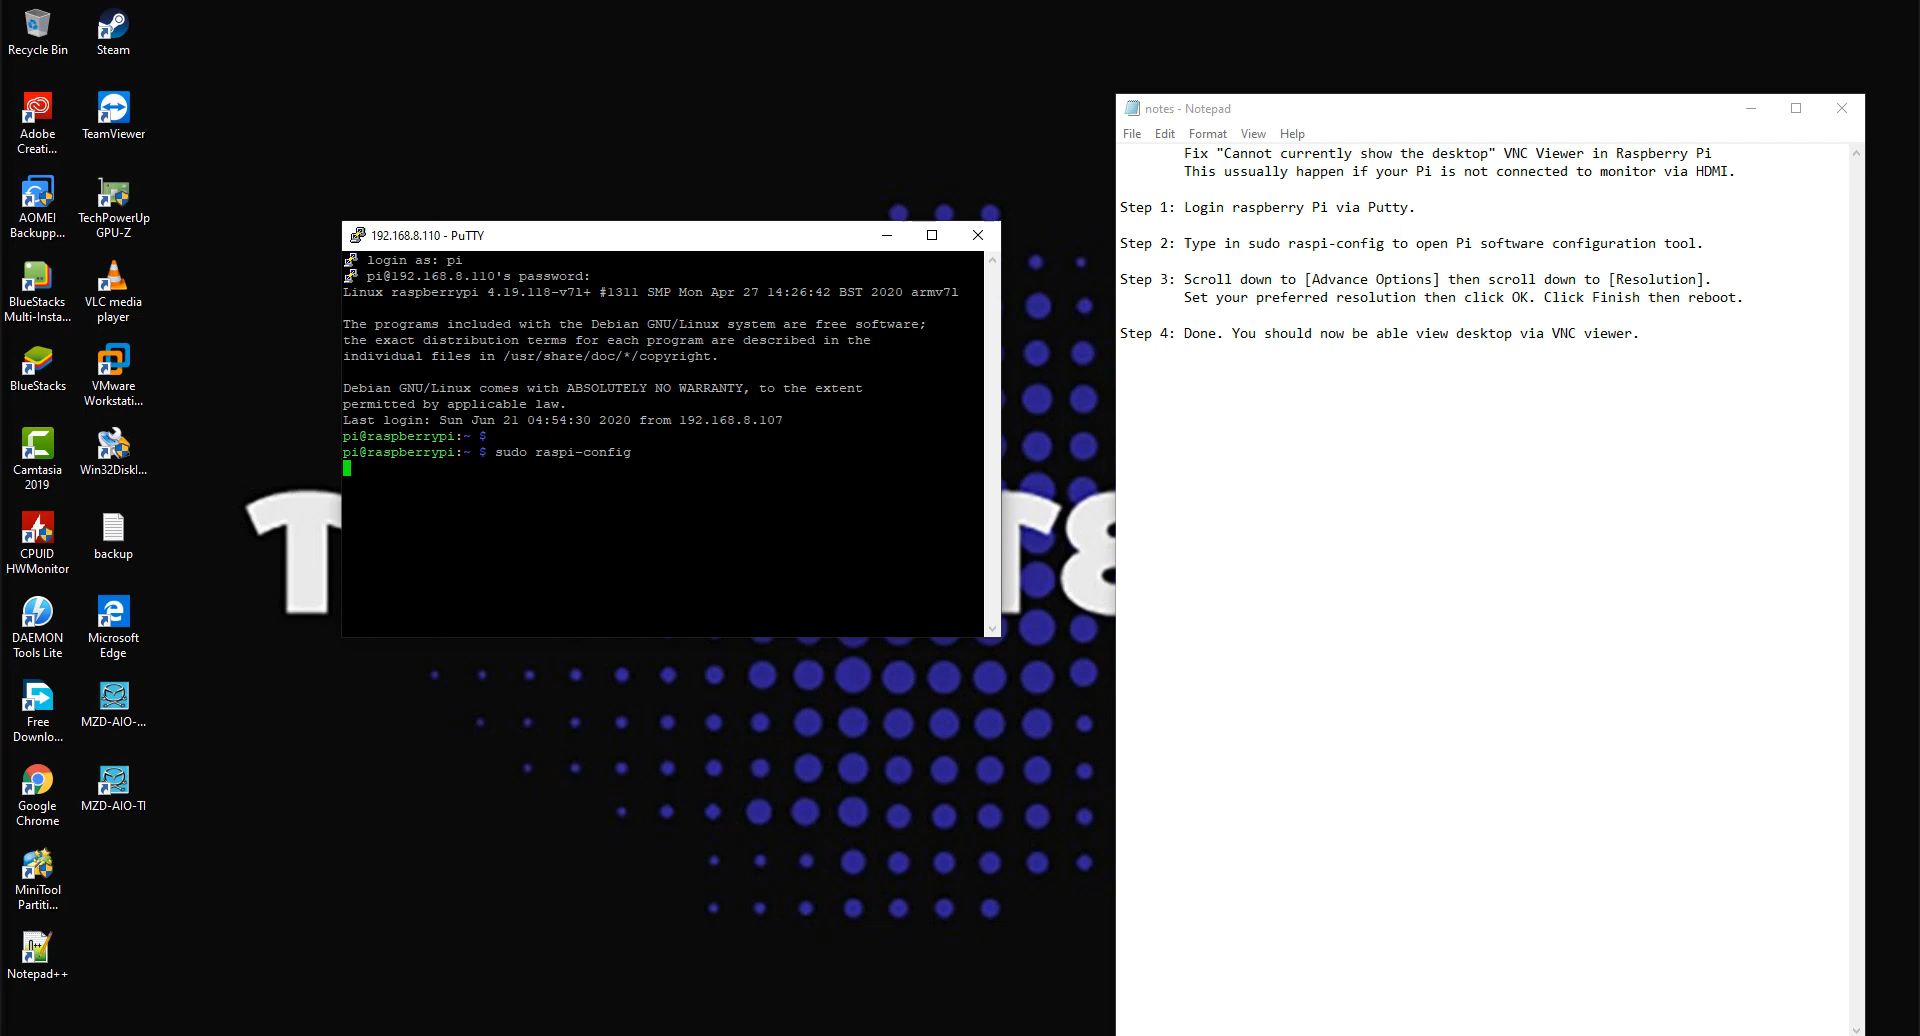 Recycle Bin
Steam
Adobe
Creati...
TeamViewer
AOMEI
Backupp...
TechPowerUp
GPU-Z
BlueStacks
Multi-Insta...
VLC media
player
BlueStacks
VMware
Workstati...
Camtasia
2019
Win32DiskI...
CPUID
HWMonitor
backup
DAEMON
Tools Lite
Microsoft
Edge
Free
Downlo...
MZD-AIO-...
Google
Chrome
MZD-AIO-TI
MiniTool
Partiti...
Notepad++
192.168.8.110 - PuTTY
login as: pi
pi@192.168.8.110's password:
Linux raspberrypi 4.19.118-v7l+ #1311 SMP Mon Apr 27 14:26:42 BST 2020 armv7l
The programs included with the Debian GNU/Linux system are free software;
the exact distribution terms for each program are described in the
individual files in /usr/share/doc/*/copyright.
Debian GNU/Linux comes with ABSOLUTELY NO WARRANTY, to the extent
permitted by applicable law.
Last login: Sun Jun 21 04:54:30 2020 from 192.168.8.107
pi@raspberrypi:~ $
pi@raspberrypi:~ $ sudo raspi-config
notes - Notepad
File Edit Format View Help
Fix "Cannot currently show the desktop" VNC Viewer in Raspberry Pi
This ussually happen if your Pi is not connected to monitor via HDMI.
Step 1: Login raspberry Pi via Putty.
Step 2: Type in sudo raspi-config to open Pi software configuration tool.
Step 3: Scroll down to [Advance Options] then scroll down to [Resolution].
Set your preferred resolution then click OK. Click Finish then reboot.
Step 4: Done. You should now be able view desktop via VNC viewer.